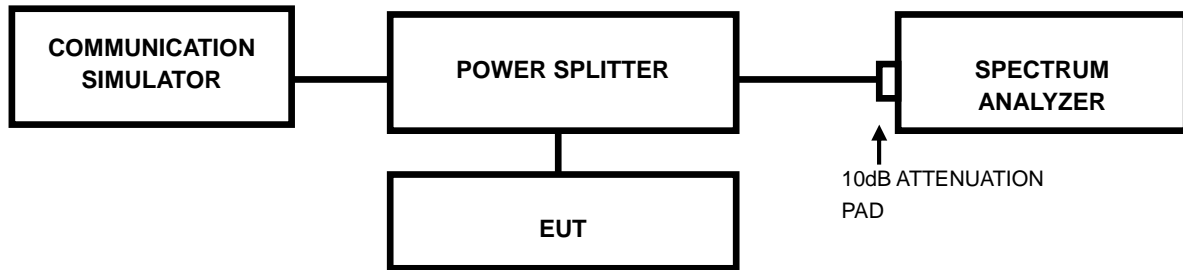 COMMUNICATION
SIMULATOR
POWER SPLITTER
SPECTRUM
ANALYZER
10dB ATTENUATION
PAD
EUT